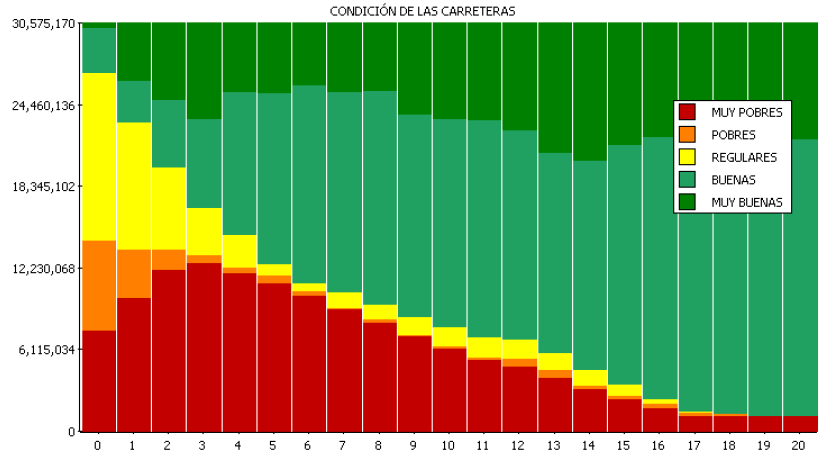 CONDICIÓN DE LAS CARRETERAS
30,575,170
24,460,136
18,345,102
12,230,068
6,115,034
0
MUY POBRES
POBRES
REGULARES
BUENAS
MUY BUENAS
0 1 2 3 4 5 6 7 8 9 10 11 12 13 14 15 16 17 18 19 20